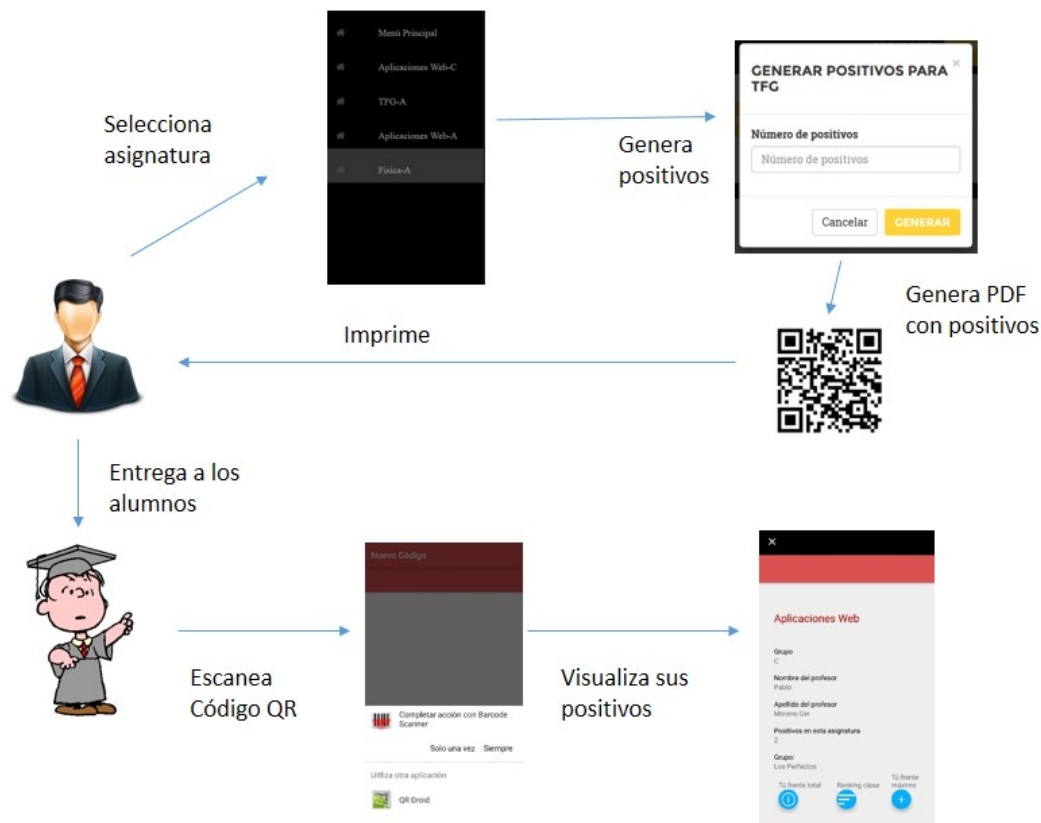 Selecciona
asignatura
Menú Principal
Aplicaciones Web-C
TFG-A
Aplicaciones Web-A
Física-A
Genera
positivos
GENERAR POSITIVOS PARA
TFG
×
Número de positivos
Número de positivos
Cancelar
GENERAR
Genera PDF
con positivos
Imprime
Entrega a los
alumnos
Escanea
Código QR
Nuevo Código
Completar acción con Barcode
Scanner
Solo una vez Siempre
Utiliza otra aplicación
QR Droid
Visualiza sus
positivos
×
Aplicaciones Web
Grupo
C
Nombre del profesor
Pablo
Apellido del profesor
Moreno Ger
Positivos en esta asignatura
2
Grupo:
Los Perfectos
Tú frente total
Ranking clase
Tú frente
máximo